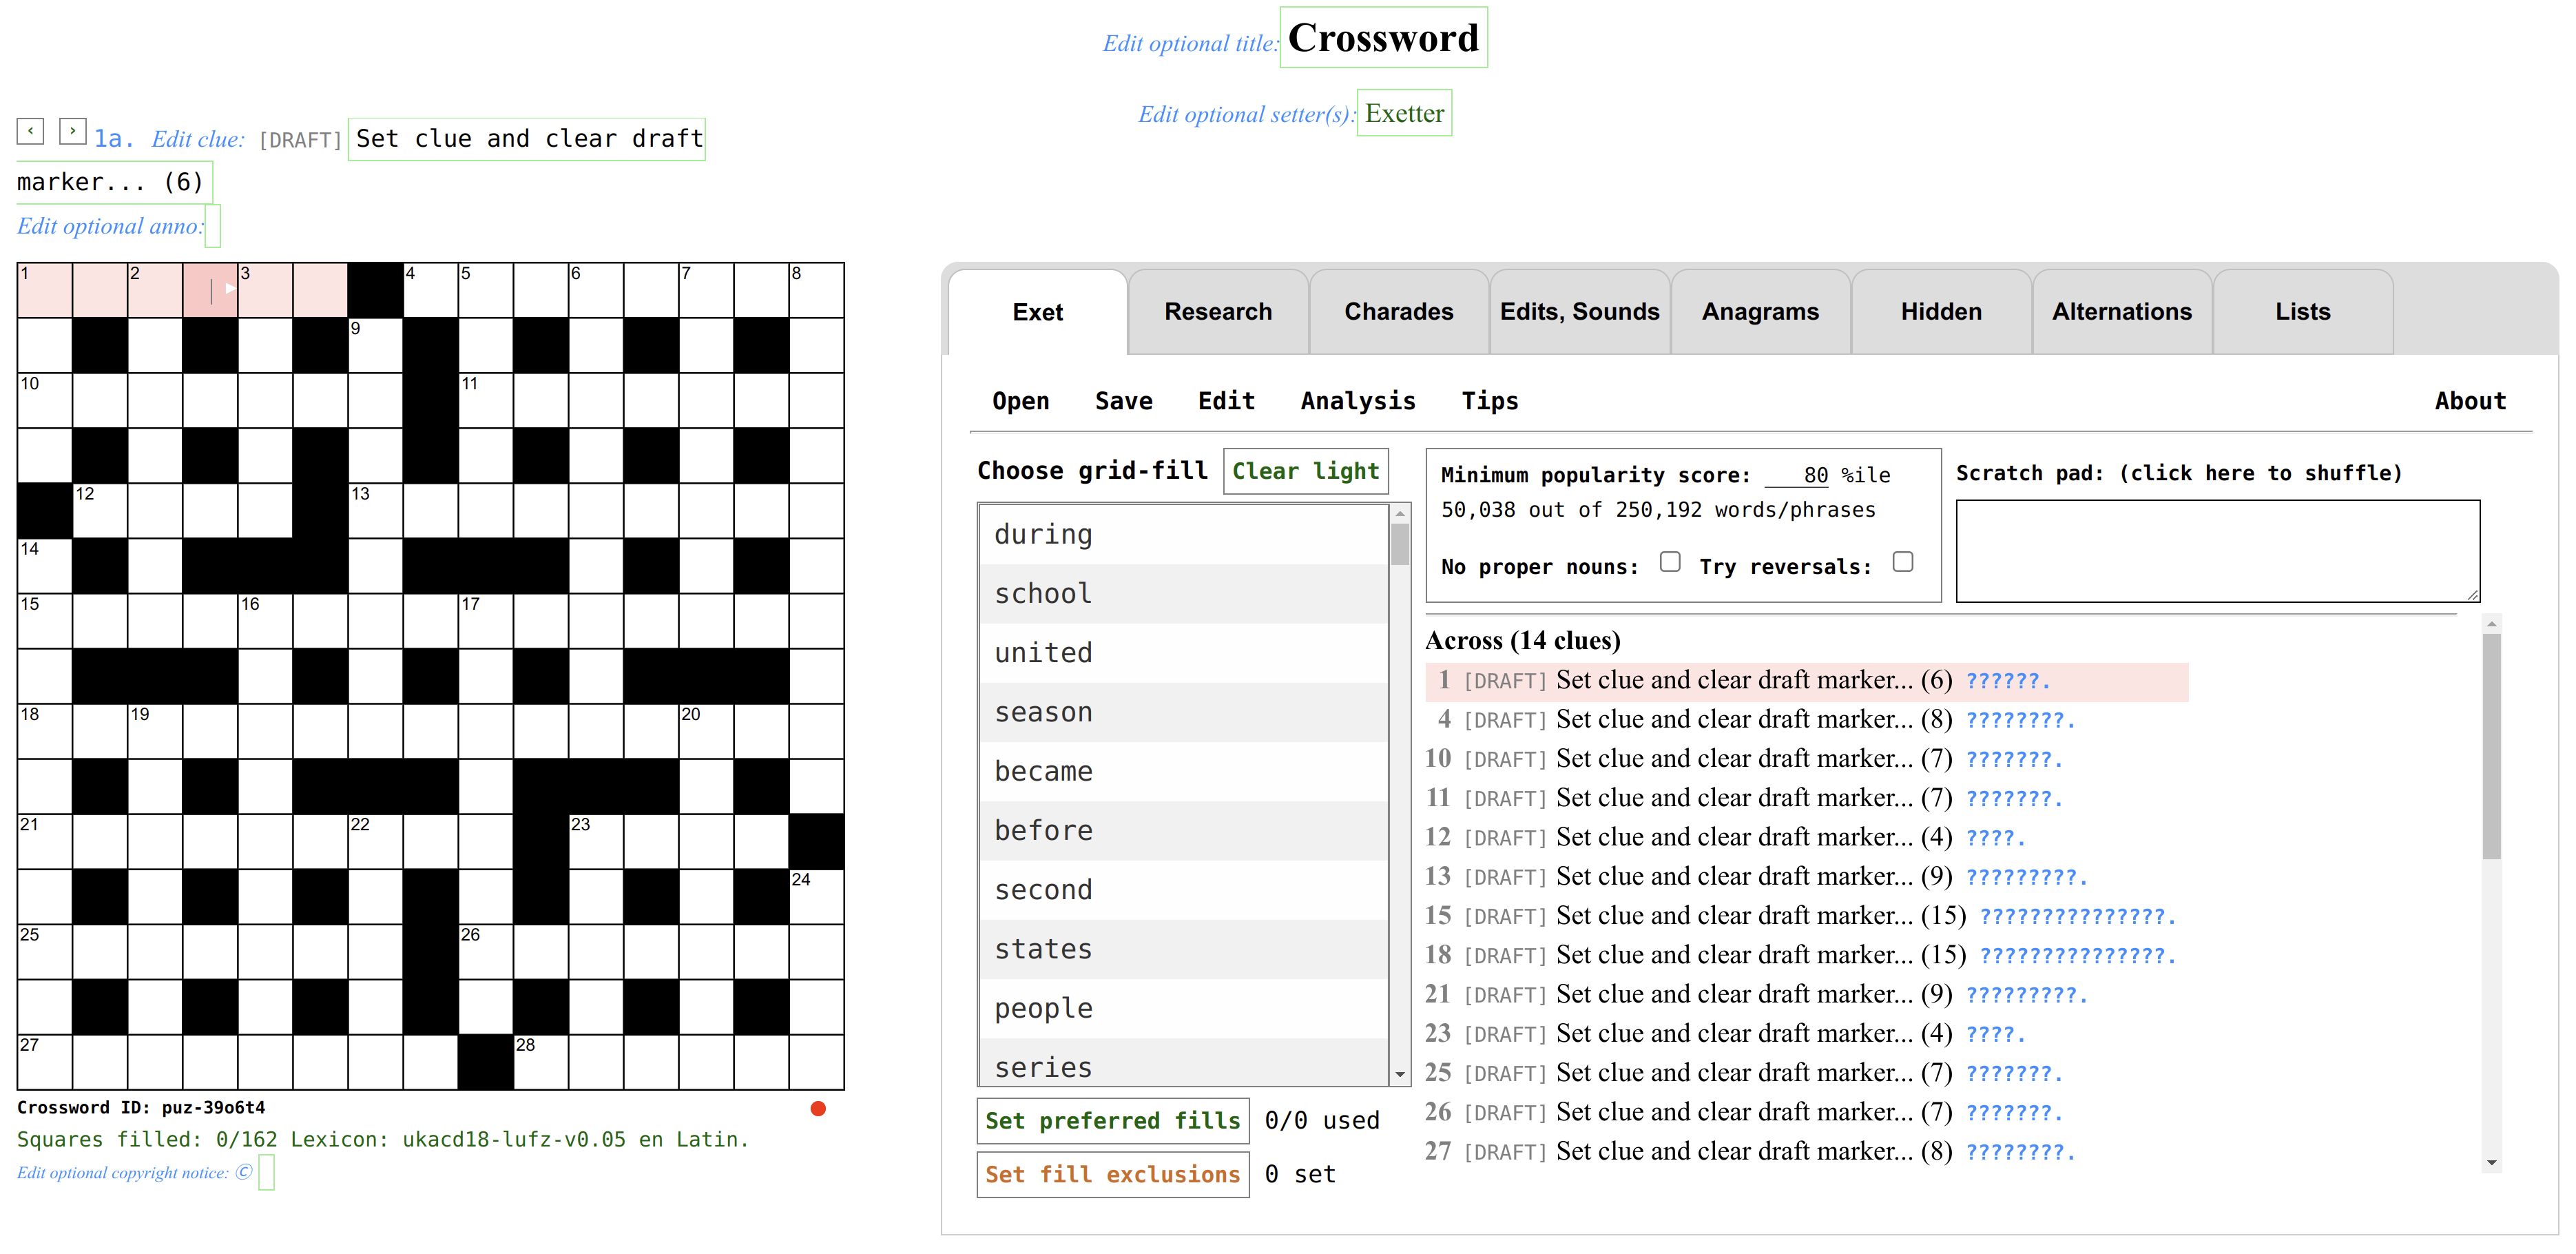 Edit optional title: Crossword
Edit optional setter(s): Exetter
‹ › 1a. Edit clue: [DRAFT] Set clue and clear draft
marker... (6)
Edit optional anno:
1 2 3 4 5 6 7 8
9
10 11
12 13
14
15 16 17
18 19 20
21 22 23
24
25 26
27 28
Crossword ID: puz-39o6t4
Squares filled: 0/162 Lexicon: ukacd18-lufz-v0.05 en Latin.
Edit optional copyright notice: ©
Exet Research Charades Edits, Sounds Anagrams Hidden Alternations Lists
Open Save Edit Analysis Tips About
Choose grid-fill Clear light
during
school
united
season
became
before
second
states
people
series
Set preferred fills 0/0 used
Set fill exclusions 0 set
Minimum popularity score: 80 %ile
50,038 out of 250,192 words/phrases
No proper nouns: Try reversals:
Scratch pad: (click here to shuffle)
Across (14 clues)
1 [DRAFT] Set clue and clear draft marker... (6) ??????.
4 [DRAFT] Set clue and clear draft marker... (8) ????????.
10 [DRAFT] Set clue and clear draft marker... (7) ???????.
11 [DRAFT] Set clue and clear draft marker... (7) ???????.
12 [DRAFT] Set clue and clear draft marker... (4) ????.
13 [DRAFT] Set clue and clear draft marker... (9) ?????????.
15 [DRAFT] Set clue and clear draft marker... (15) ???????????????.
18 [DRAFT] Set clue and clear draft marker... (15) ???????????????.
21 [DRAFT] Set clue and clear draft marker... (9) ?????????.
23 [DRAFT] Set clue and clear draft marker... (4) ????.
25 [DRAFT] Set clue and clear draft marker... (7) ???????.
26 [DRAFT] Set clue and clear draft marker... (7) ???????.
27 [DRAFT] Set clue and clear draft marker... (8) ????????.